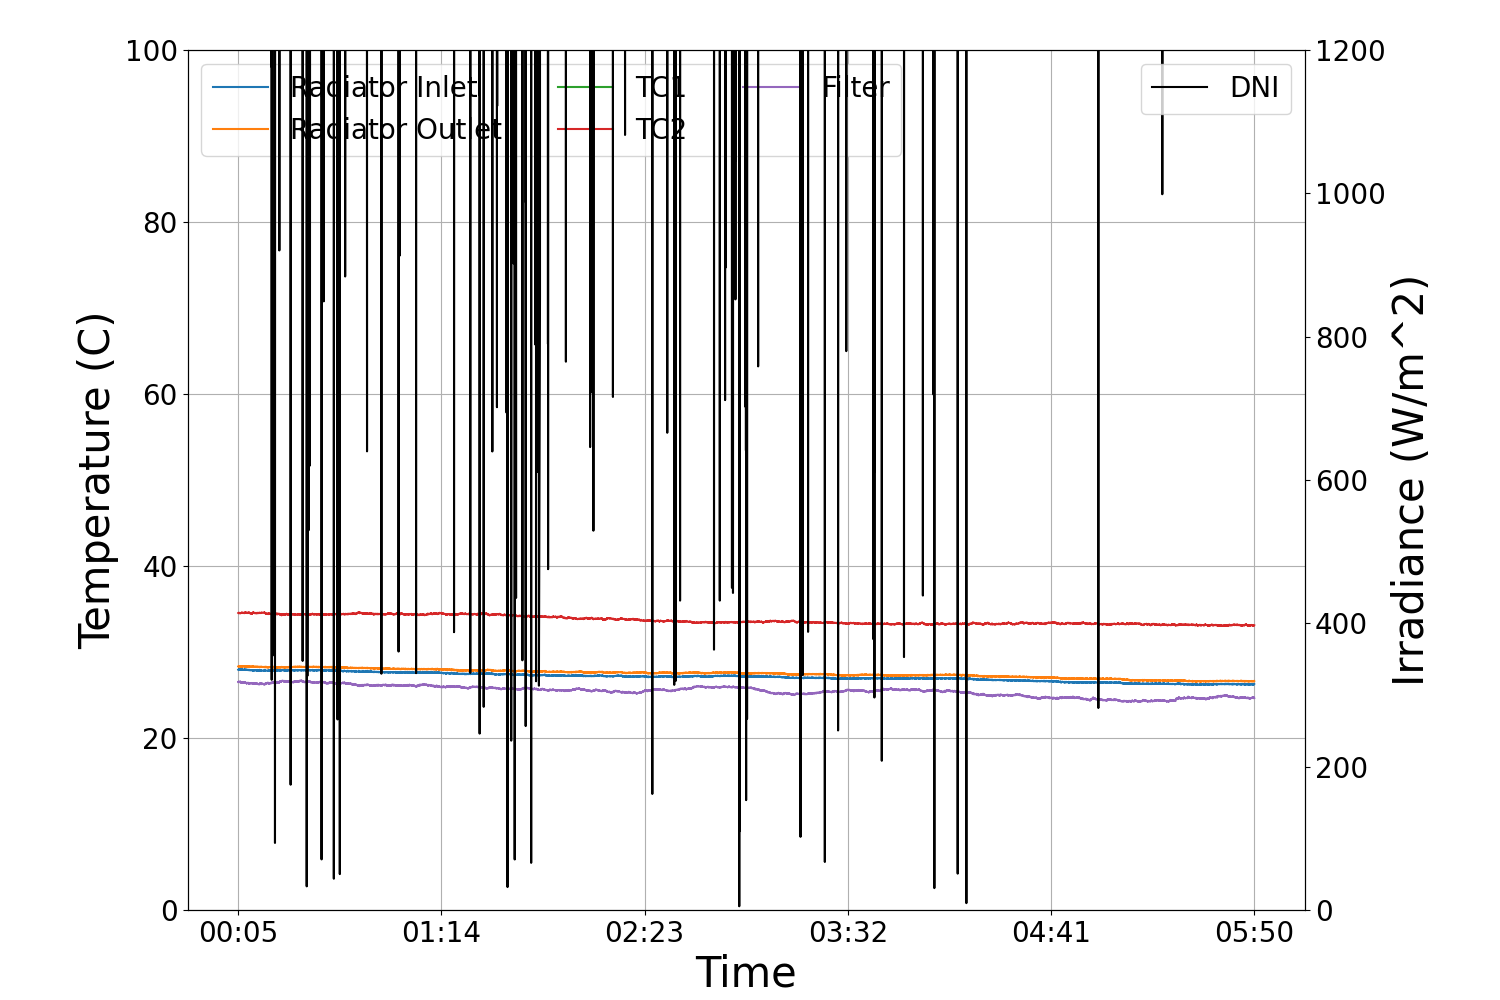 Radiator Inlet
Radiator Outlet
TC1
TC2
Filter
DNI
100
80
60
40
20
0
Temperature (C)
1200
1000
800
600
400
200
0
Irradiance (W/m^2)
00:05 01:14 02:23 03:32 04:41 05:50
Time